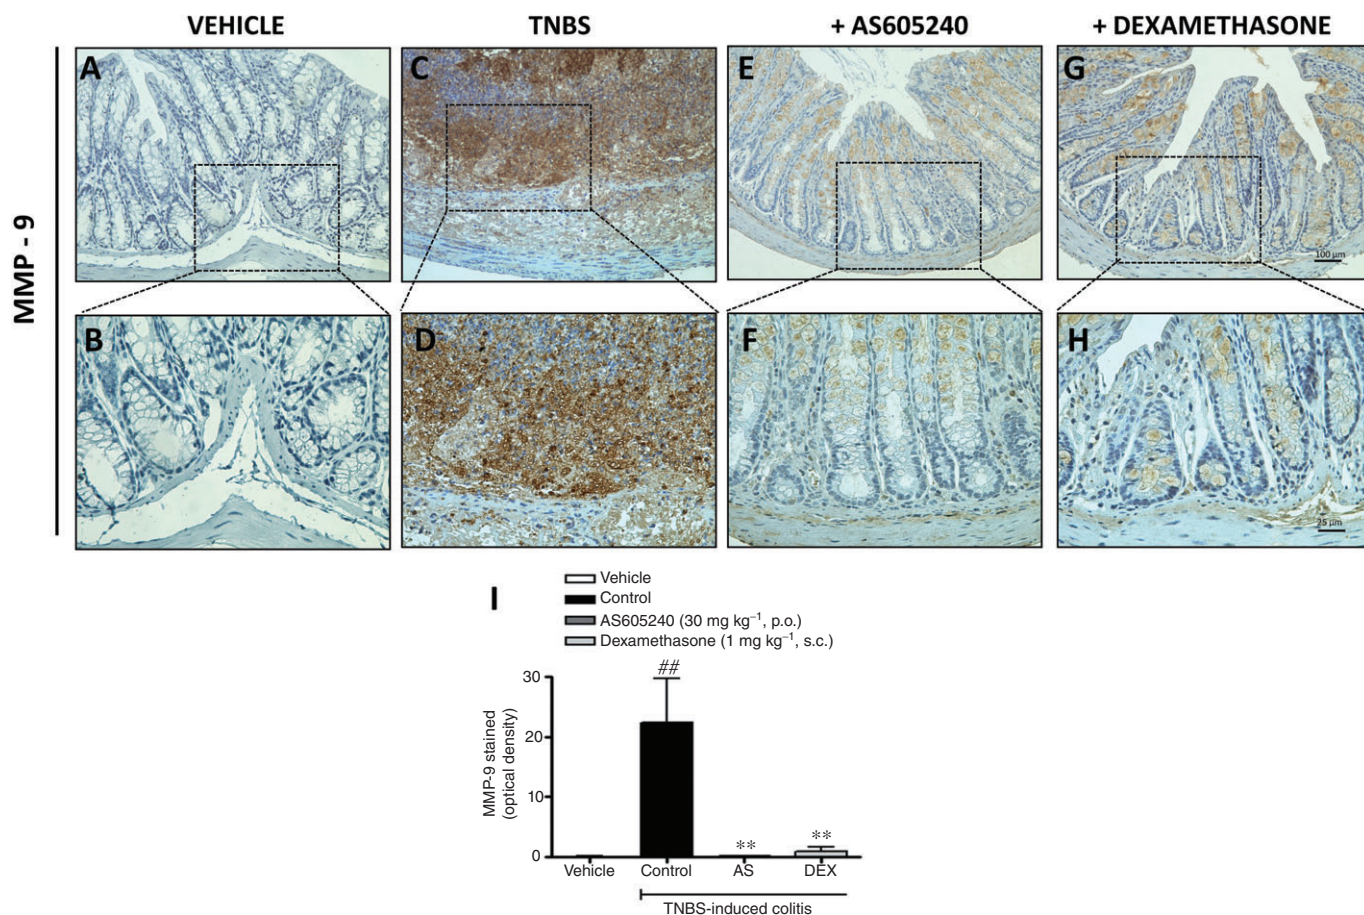 VEHICLE TNBS + AS605240 + DEXAMETHASONE
MMP - 9
A C E G
100 µm
B D F H
25 µm
I
Vehicle
Control
AS605240 (30 mg kg⁻¹, p.o.)
Dexamethasone (1 mg kg⁻¹, s.c.)
MMP-9 stained
(optical density)
30
20
10
0
##
** **
Vehicle Control AS DEX
TNBS-induced colitis